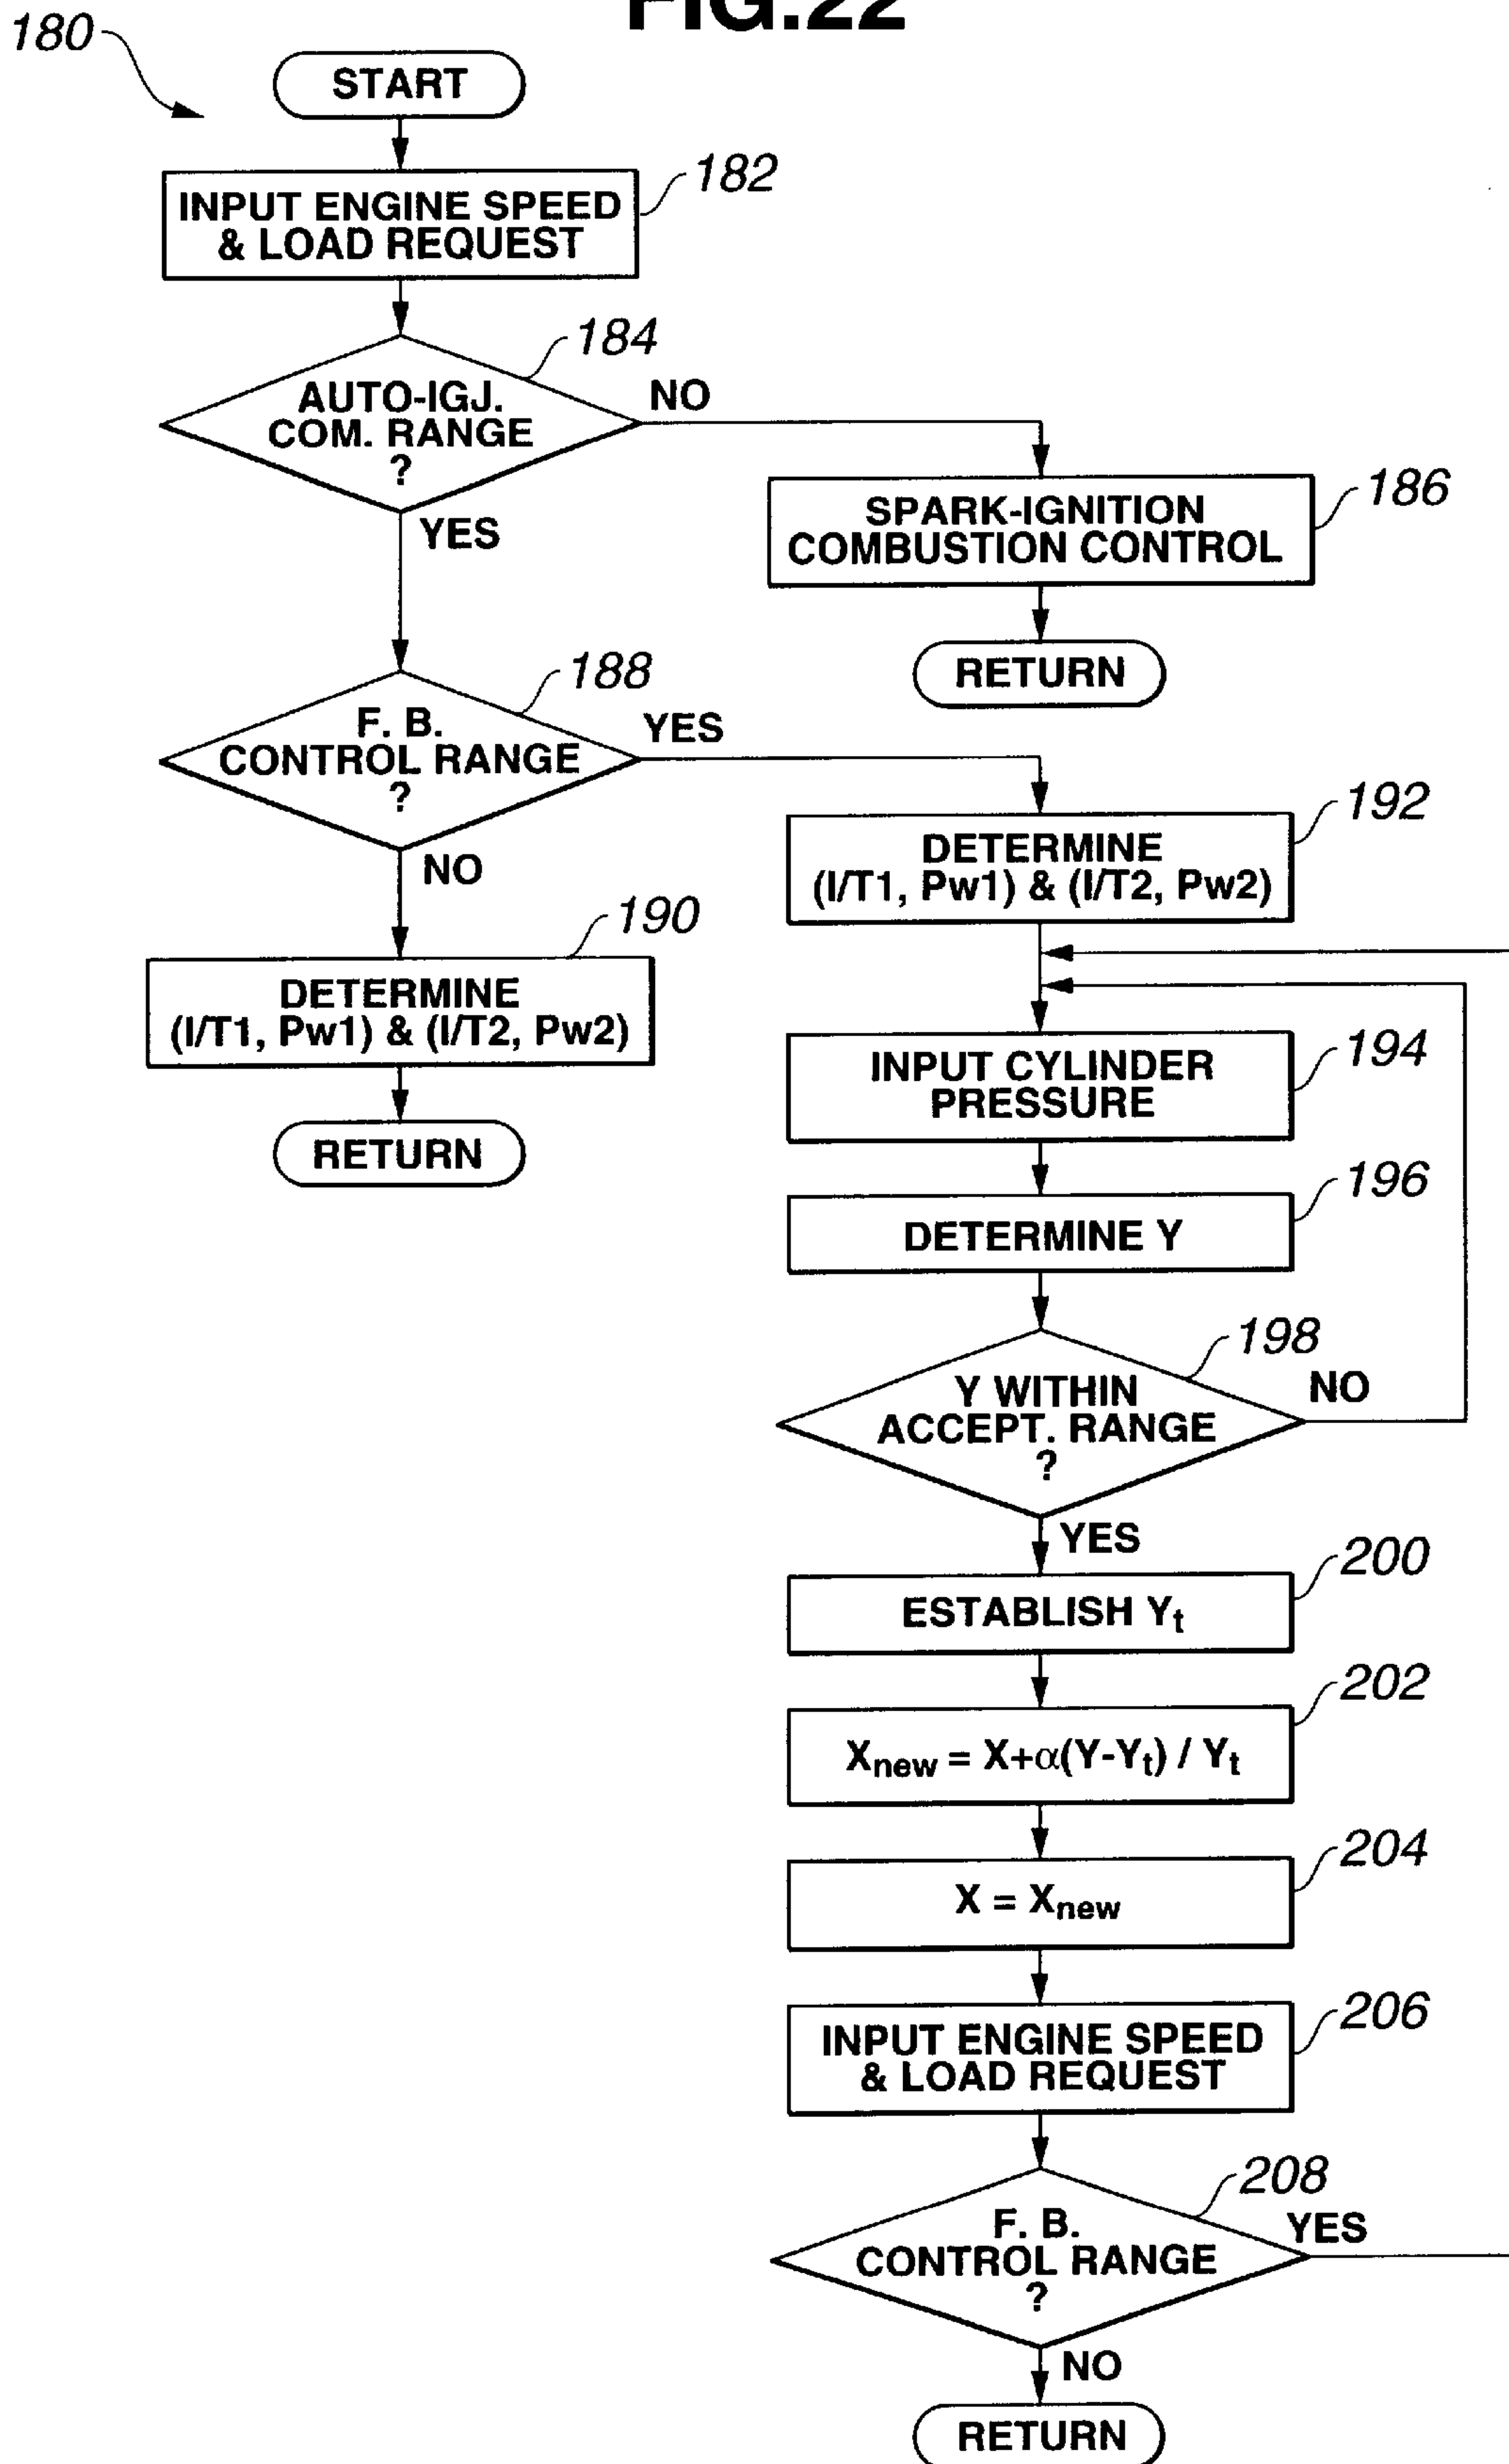 FIG.22
180
START
182
INPUT ENGINE SPEED
& LOAD REQUEST
184
AUTO-IGJ.
COM. RANGE
?
NO
YES
186
SPARK-IGNITION
COMBUSTION CONTROL
RETURN
188
F. B.
CONTROL RANGE
?
YES
NO
190
DETERMINE
(I/T1, Pw1) & (I/T2, Pw2)
RETURN
192
DETERMINE
(I/T1, Pw1) & (I/T2, Pw2)
194
INPUT CYLINDER
PRESSURE
196
DETERMINE Y
198
Y WITHIN
ACCEPT. RANGE
?
NO
YES
200
ESTABLISH Yt
202
Xnew = X+α(Y-Yt) / Yt
204
X = Xnew
206
INPUT ENGINE SPEED
& LOAD REQUEST
208
F. B.
CONTROL RANGE
?
YES
NO
RETURN